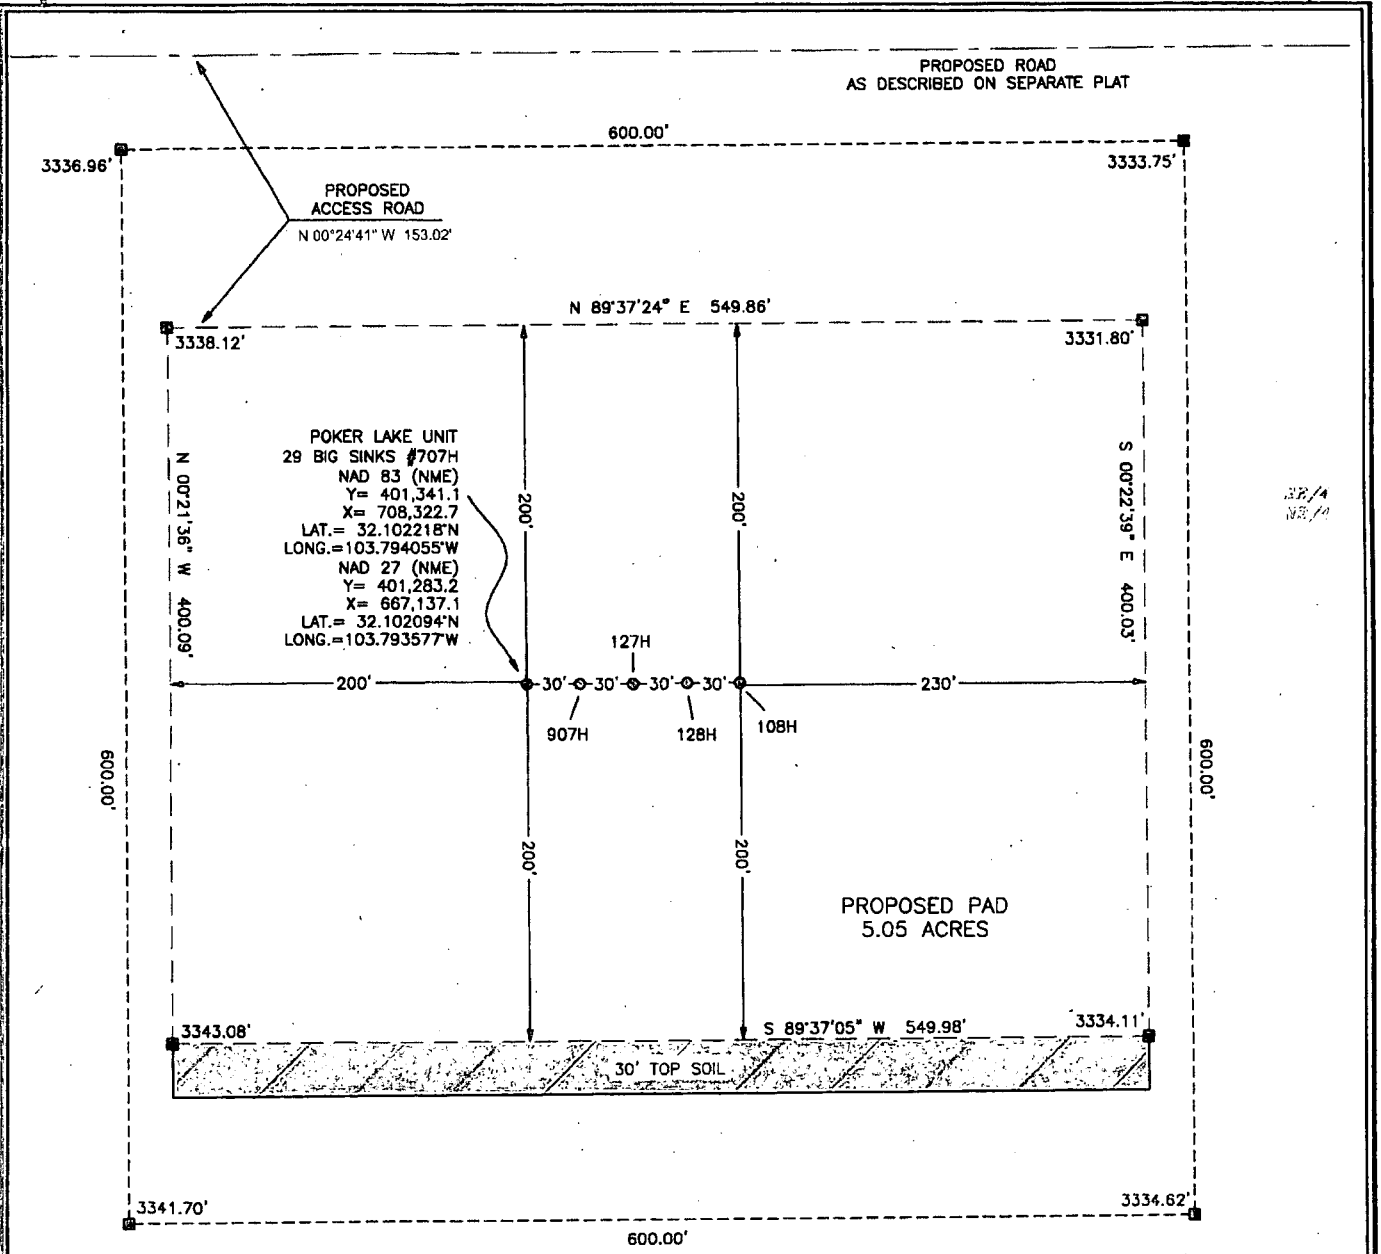 PROPOSED ROAD
AS DESCRIBED ON SEPARATE PLAT
600.00'
3336.96'
3333.75'
PROPOSED
ACCESS ROAD
N 00°24'41" W 153.02'
N 89°37'24" E 549.86'
3338.12'
3331.80'
POKER LAKE UNIT
29 BIG SINKS #707H
NAD 83 (NME)
Y= 401,341.1
X= 708,322.7
LAT.= 32.102218°N
LONG.=103.794055°W
NAD 27 (NME)
Y= 401,283.2
X= 667,137.1
LAT.= 32.102094°N
LONG.=103.793577°W
N 00°21'36" W 400.09'
200'
200'
S 00°22'39" E 400.03'
127H
200'
30'
30'
30'
30'
230'
907H
128H
108H
600.00'
600.00'
200'
200'
PROPOSED PAD
5.05 ACRES
3343.08'
S 89°37'05" W 549.98'
3334.11'
30' TOP SOIL
3341.70'
3334.62'
600.00'